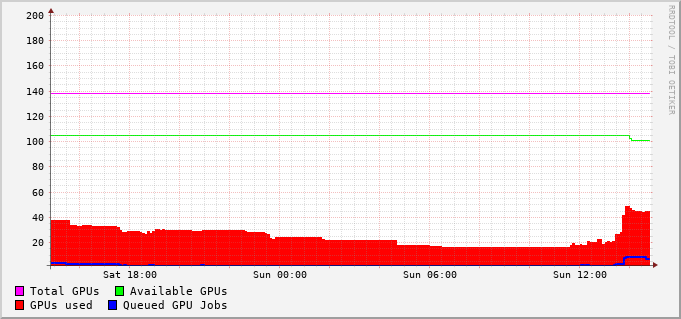 200
180
160
140
120
100
80
60
40
20
Sat 18:00 Sun 00:00 Sun 06:00 Sun 12:00
Total GPUs Available GPUs
GPUs used Queued GPU Jobs
RRDTOOL / TOBI OETIKER